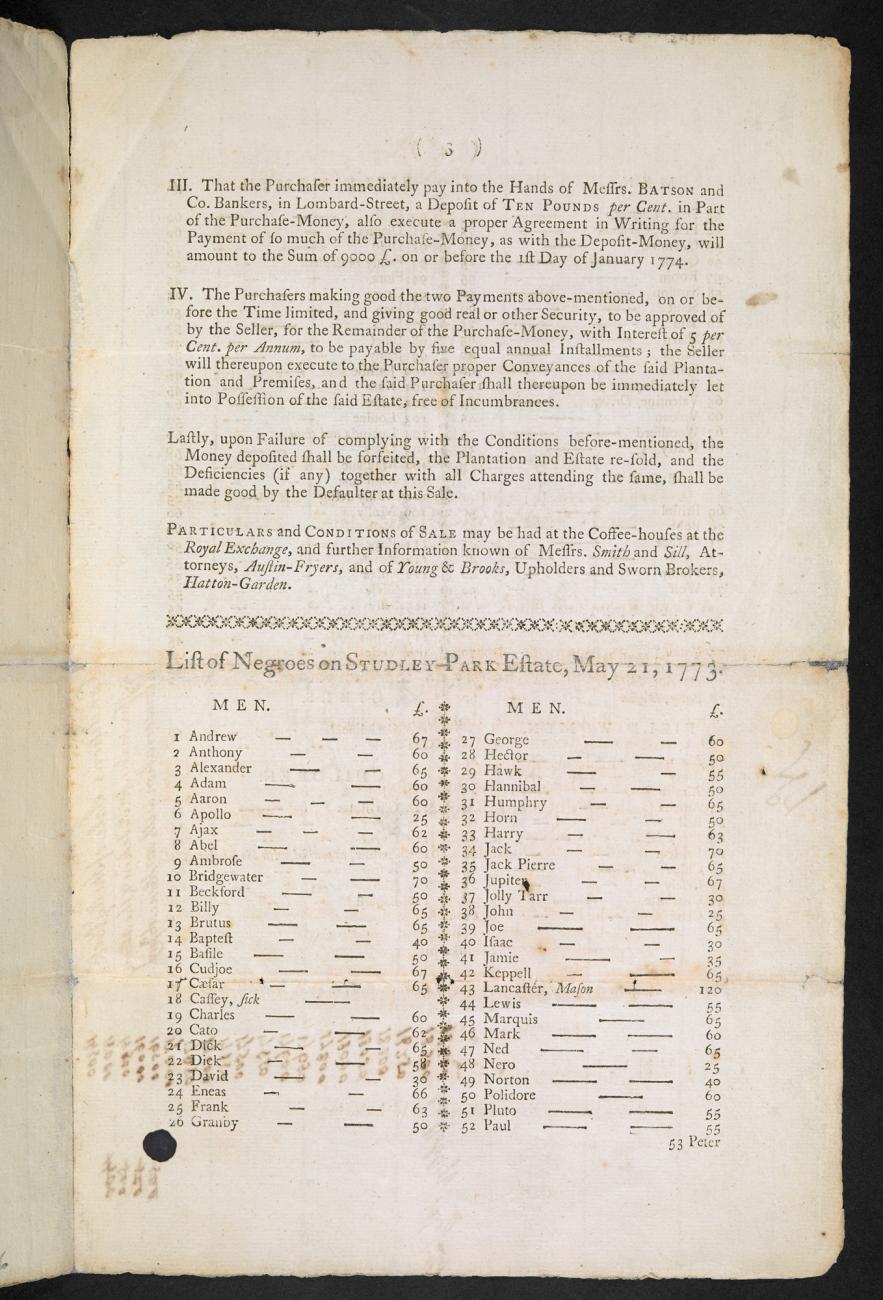 ( 3 )
III. That the Purchaſer immediately pay into the Hands of Meſſrs. BATSON and
Co. Bankers, in Lombard-Street, a Depoſit of TEN POUNDS per Cent. in Part
of the Purchaſe-Money, alſo execute a proper Agreement in Writing for the
Payment of ſo much of the Purchaſe-Money, as with the Depoſit-Money, will
amount to the Sum of 9000 £. on or before the 1ſt Day of January 1774.
IV. The Purchaſers making good the two Payments above-mentioned, on or be-
fore the Time limited, and giving good real or other Security, to be approved of
by the Seller, for the Remainder of the Purchaſe-Money, with Intereſt of 5 per
Cent. per Annum, to be payable by five equal annual Inſtallments ; the Seller
will thereupon execute to the Purchaſer proper Conveyances of the ſaid Planta-
tion and Premiſes, and the ſaid Purchaſer ſhall thereupon be immediately let
into Poſſeſſion of the ſaid Eſtate, free of Incumbrances.
Laſtly, upon Failure of complying with the Conditions before-mentioned, the
Money depoſited ſhall be forfeited, the Plantation and Eſtate re-ſold, and the
Deficiencies (if any) together with all Charges attending the ſame, ſhall be
made good by the Defaulter at this Sale.
PARTICULARS and CONDITIONS of SALE may be had at the Coffee-houſes at the
Royal Exchange, and further Information known of Meſſrs. Smith and Sill, At-
torneys, Auſtin-Fryers, and of Young & Brooks, Upholders and Sworn Brokers,
Hatton-Garden.
Liſt of Negroes on STUDLEY-PARK Eſtate, May 21, 1773.
MEN. £.
1 Andrew — — — 67
2 Anthony — — 60
3 Alexander — — 65
4 Adam — — 60
5 Aaron — — — 60
6 Apollo — — 25
7 Ajax — — — 62
8 Abel — — 60
9 Ambroſe — — 50
10 Bridgewater — — 70
11 Beckford — — 50
12 Billy — — 65
13 Brutus — — 65
14 Bapteſt — — 40
15 Baſile — — 50
16 Cudjoe — — 67
17 Cæſar — — 65
18 Caſſey, ſick —
19 Charles — — 60
20 Cato — — 62
21 Dick — — 65
22 Dick — — 58
23 David — — 30
24 Eneas — — 66
25 Frank — — 63
26 Granby — — 50
MEN. £.
27 George — — 60
28 Hector — — 50
29 Hawk — — 55
30 Hannibal — — 50
31 Humphry — — 65
32 Horn — — 50
33 Harry — — 63
34 Jack — — 70
35 Jack Pierre — — 65
36 Jupiter — — 67
37 Jolly Tarr — — 30
38 John — — 25
39 Joe — — 65
40 Iſaac — — 30
41 Jamie — — 35
42 Keppell — — 65
43 Lancaſter, Maſon — 120
44 Lewis — — 55
45 Marquis — 65
46 Mark — — 60
47 Ned — — 65
48 Nero — 25
49 Norton — — 40
50 Polidore — 60
51 Pluto — — 55
52 Paul — — 55
53 Peter